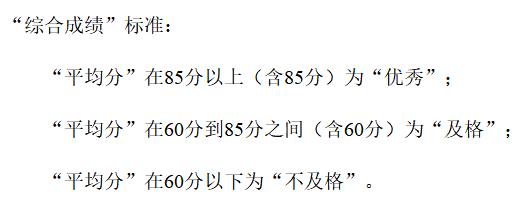 “综合成绩”标准：
“平均分”在85分以上（含85分）为“优秀”；
“平均分”在60分到85分之间（含60分）为“及格”；
“平均分”在60分以下为“不及格”。